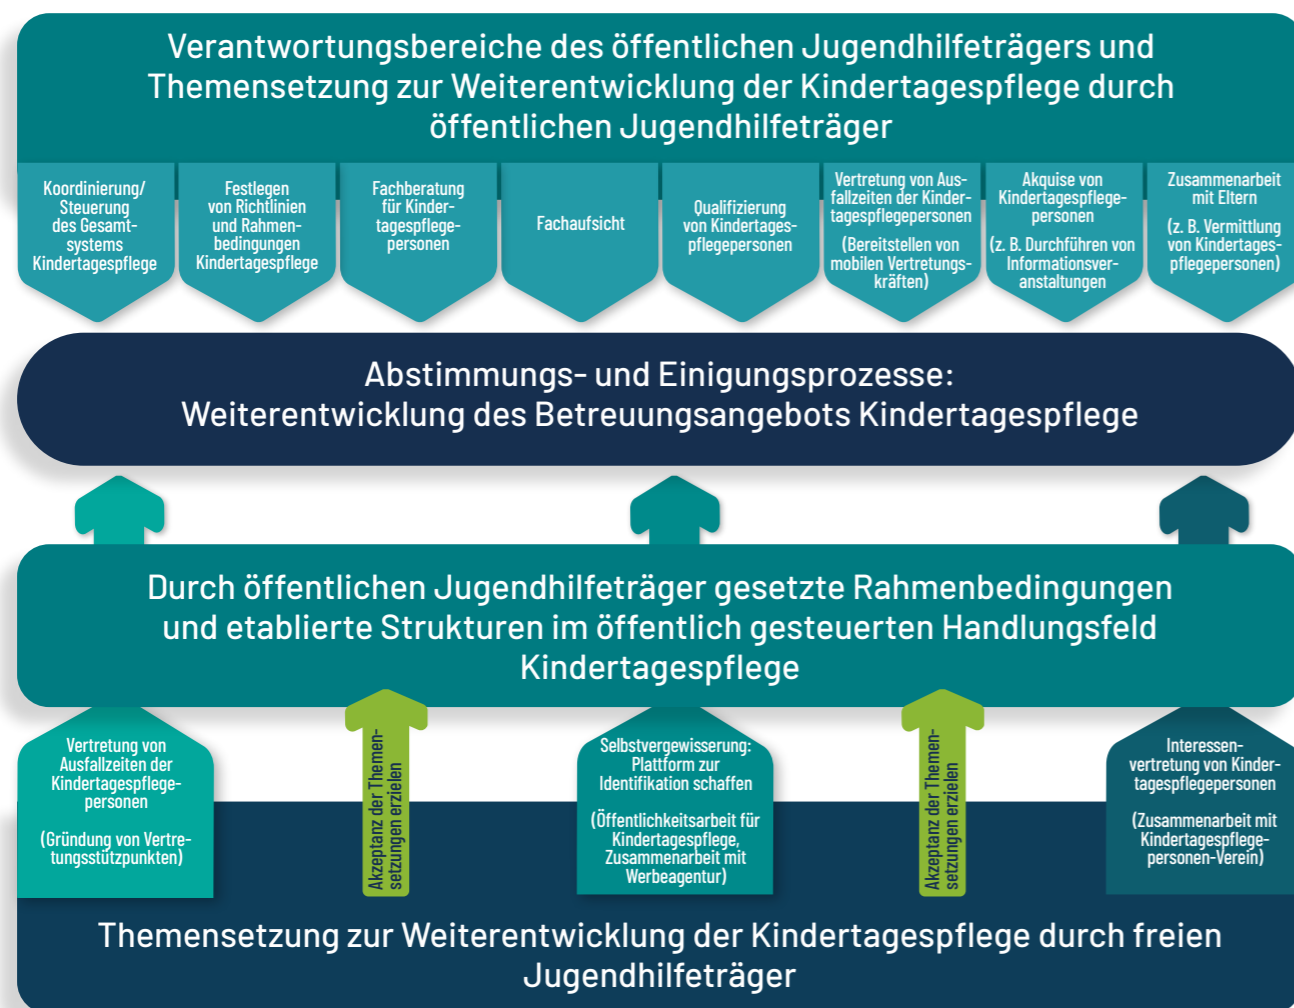 Verantwortungsbereiche des öffentlichen Jugendhilfeträgers und
Themensetzung zur Weiterentwicklung der Kindertagespflege durch
öffentlichen Jugendhilfeträger
Koordinierung/
Steuerung
des Gesamt-
systems
Kindertagespflege
Festlegen
von Richtlinien
und Rahmen-
bedingungen
Kindertagespflege
Fachberatung
für Kinder-
tagespflege-
personen
Fachaufsicht
Qualifizierung
von Kindertages-
pflegepersonen
Vertretung von Aus-
fallzeiten der Kinder-
tagespflegepersonen
(Bereitstellen von
mobilen Vertretungs-
kräften)
Akquise von
Kindertagespflege-
personen
(z. B. Durchführen von
Informationsver-
anstaltungen
Zusammenarbeit
mit Eltern
(z. B. Vermittlung
von Kindertages-
pflegepersonen)
Abstimmungs- und Einigungsprozesse:
Weiterentwicklung des Betreuungsangebots Kindertagespflege
Durch öffentlichen Jugendhilfeträger gesetzte Rahmenbedingungen
und etablierte Strukturen im öffentlich gesteuerten Handlungsfeld
Kindertagespflege
Vertretung von
Ausfallzeiten der
Kindertagespflege-
personen
(Gründung von Vertre-
tungsstützpunkten)
Akzeptanz der Themen-
setzungen erzielen
Selbstvergewisserung:
Plattform zur
Identifikation schaffen
(Öffentlichkeitsarbeit für
Kindertagespflege,
Zusammenarbeit mit
Werbeagentur)
Akzeptanz der Themen-
setzungen erzielen
Interessen-
vertretung von Kinder-
tagespflegepersonen
(Zusammenarbeit mit
Kindertagespflege-
personen-Verein)
Themensetzung zur Weiterentwicklung der Kindertagespflege durch freien
Jugendhilfeträger